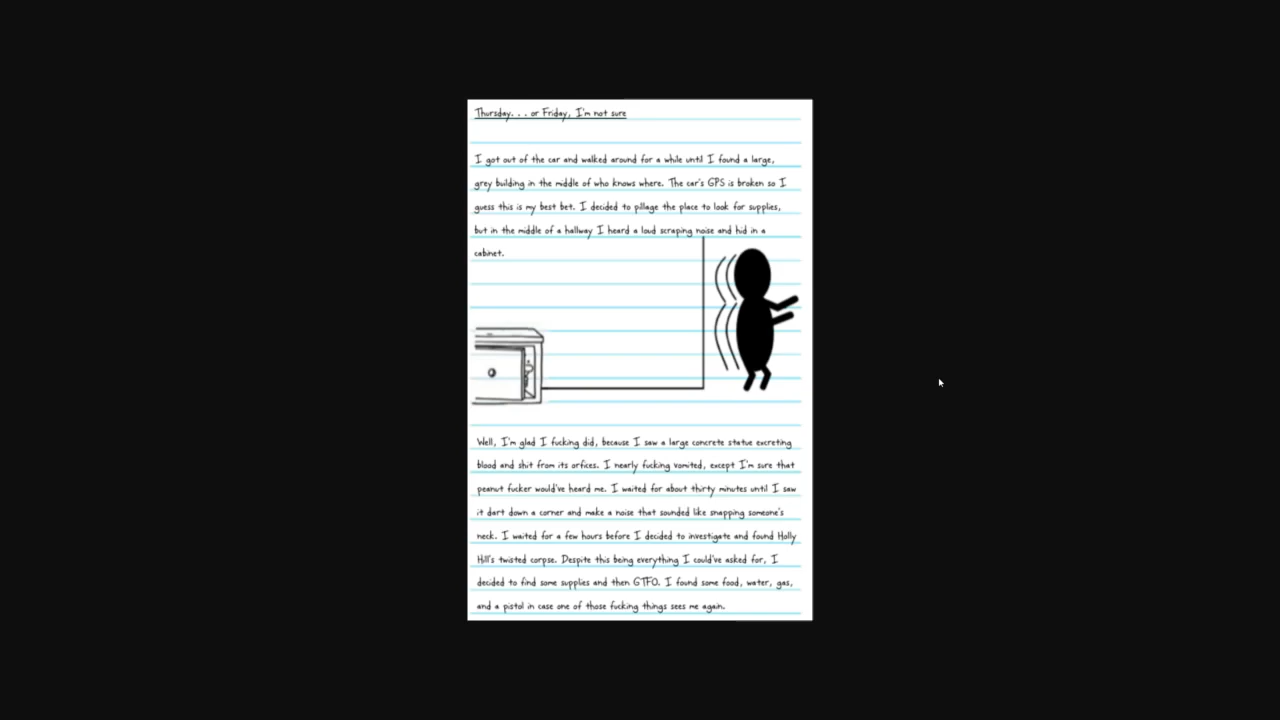 Thursday. . . or Friday, I'm not sure
I got out of the car and walked around for a while until I found a large,
grey building in the middle of who knows where. The car's GPS is broken so I
guess this is my best bet. I decided to pillage the place to look for supplies,
but in the middle of a hallway I heard a loud scraping noise and hid in a
cabinet.
Well, I'm glad I fucking did, because I saw a large concrete statue excreting
blood and shit from its orfices. I nearly fucking vomited, except I'm sure that
peanut fucker would've heard me. I waited for about thirty minutes until I saw
it dart down a corner and make a noise that sounded like snapping someone's
neck. I waited for a few hours before I decided to investigate and found Holly
Hill's twisted corpse. Despite this being everything I could've asked for, I
decided to find some supplies and then GTFO. I found some food, water, gas,
and a pistol in case one of those fucking things sees me again.